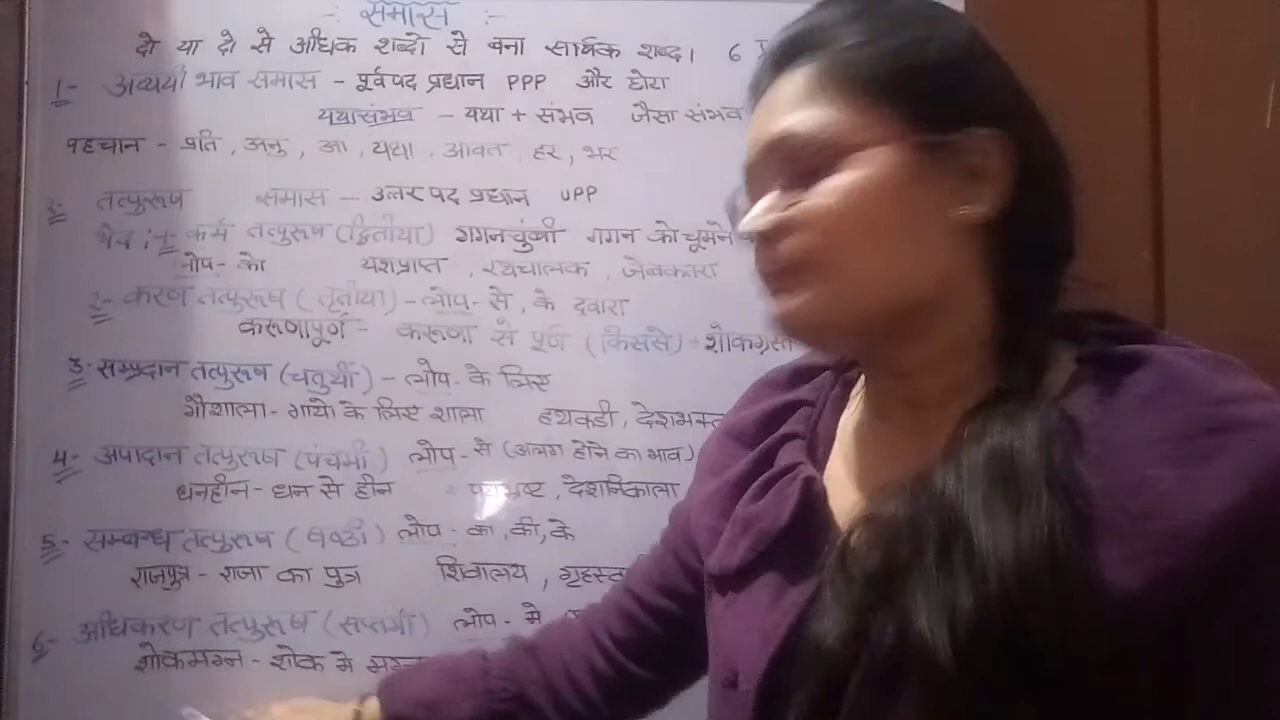 -: समास :-
दो या दो से अधिक शब्दो से बना सार्थक शब्द। 6
1- अव्ययी भाव समास - पूर्वपद प्रधान PPP और होरा
यथासंभव - यथा + संभव जैसा संभव
पहचान - प्रति, अनु, आ, यथा, आवत, हर, भर
2- तत्पुरूष समास - उत्तर पद प्रधान UPP
भेद :- 1- कर्म तत्पुरूष (द्वितीया) गगनचुंबी गगन को चूमने
लोप- को यशप्राप्त, रथचालक, जेबकतरा
2- करण तत्पुरूष (तृतीया) - लोप- से, के दवारा
करूणापूर्ण - करूणा से पूर्ण (किससे) शोकग्रस्त
3- सम्प्रदान तत्पुरूष (चतुर्थी) - लोप- के लिए
गौशाला- गायो के लिए शाला हथकडी, देशभक्त
4- अपादान तत्पुरूष (पंचमी) लोप- से (अलग होने का भाव)
धनहीन - धन से हीन देशनिकाला
5- सम्बन्ध तत्पुरूष (षष्ठी) लोप- का, की, के
राजपुत्र - राजा का पुत्र शिवालय,
6- अधिकरण तत्पुरूष (सप्तमी) लोप- मे
शोकमग्न - शोक मे मग्न